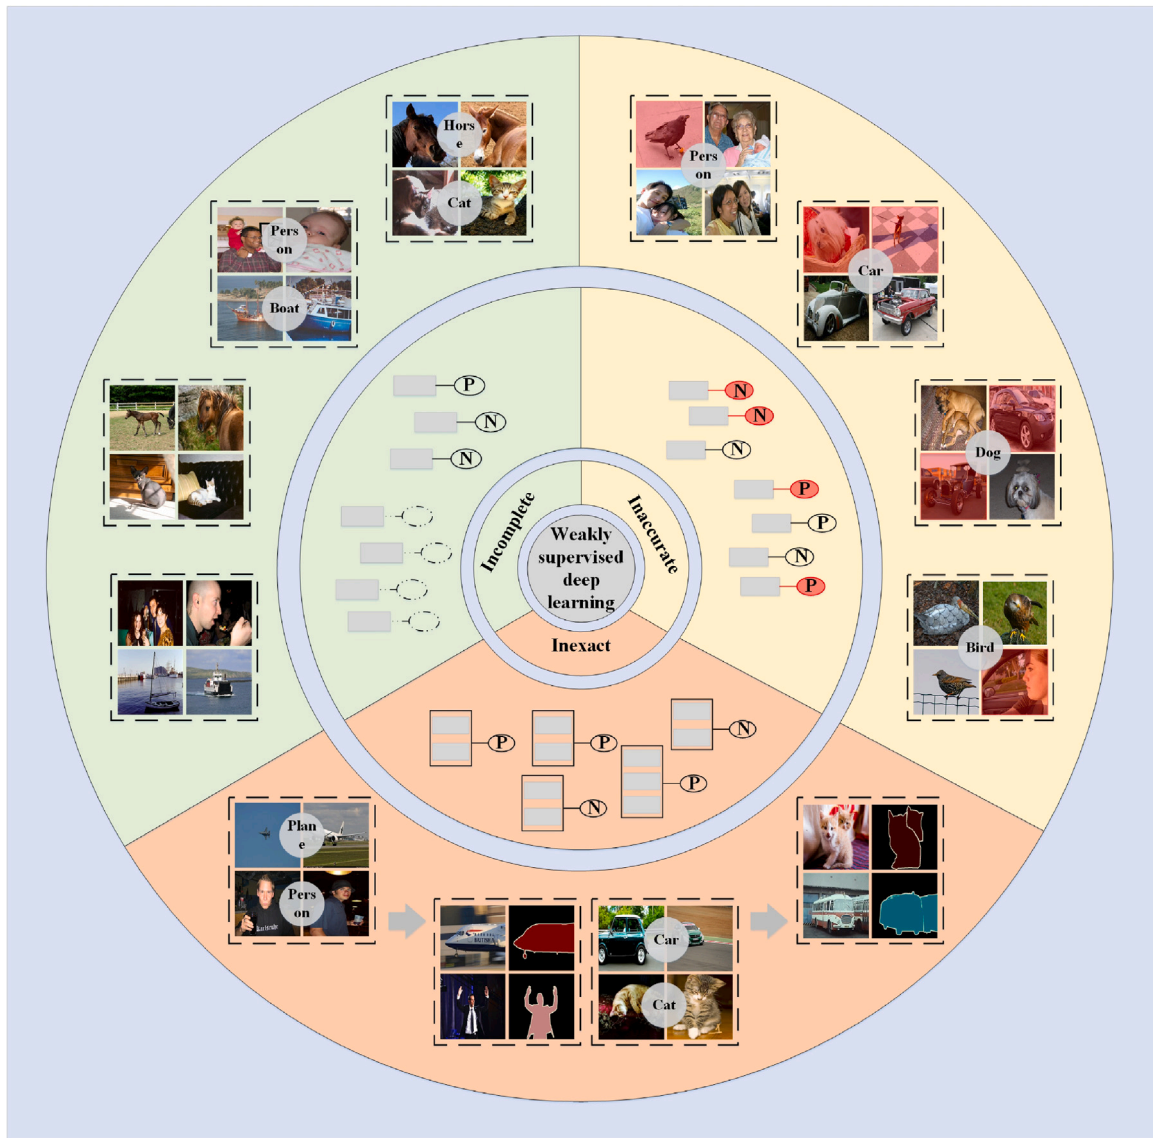 Hors
e
Cat
Pers
on
Boat
Pers
on
Car
Dog
Bird
P
N
N
N
N
N
P
P
N
P
Incomplete
Inaccurate
Weakly
supervised
deep
learning
Inexact
P
P
N
P
N
Plan
e
Pers
on
Car
Cat